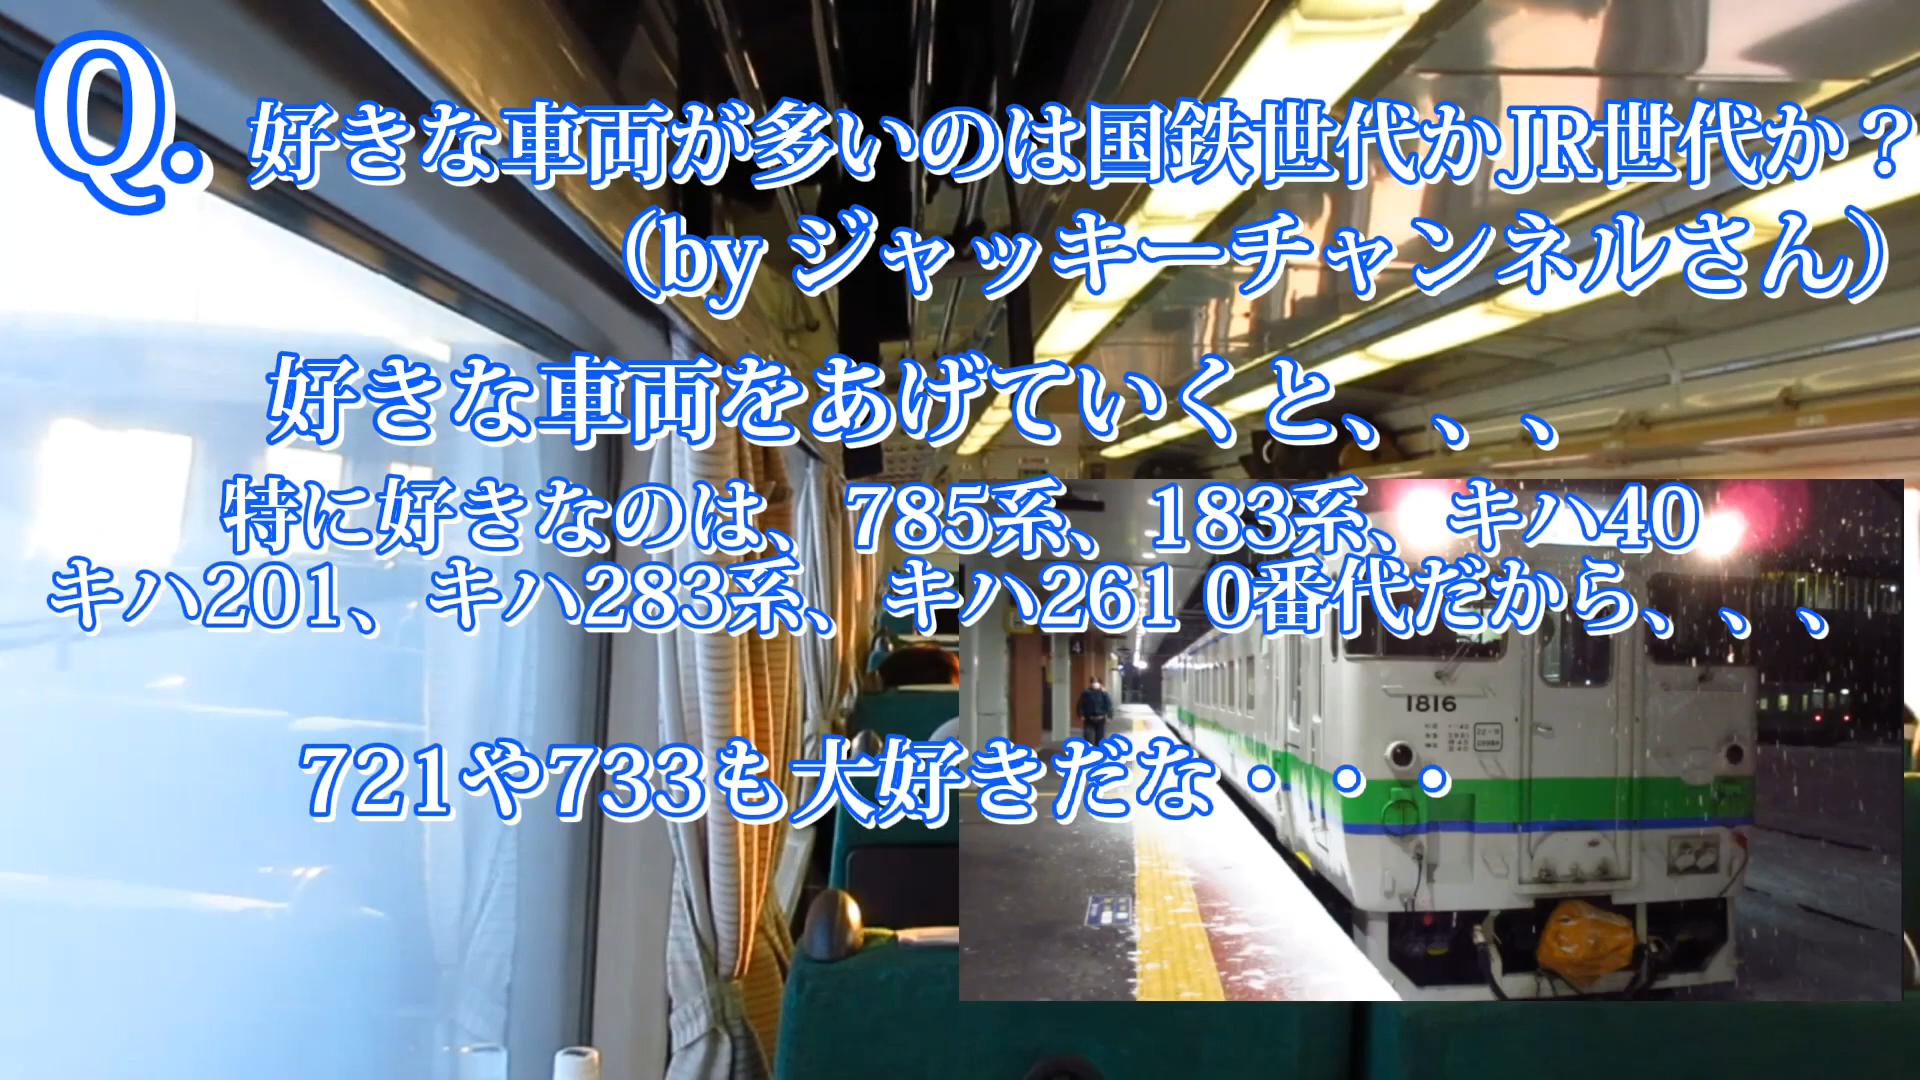 Q. 好きな車両が多いのは国鉄世代かJR世代か？
（by ジャッキーチャンネルさん）
好きな車両をあげていくと、、、
特に好きなのは、785系、183系、キハ40
キハ201、キハ283系、キハ261 0番代だから、、、
4
1816
721や733も大好きだな・・・